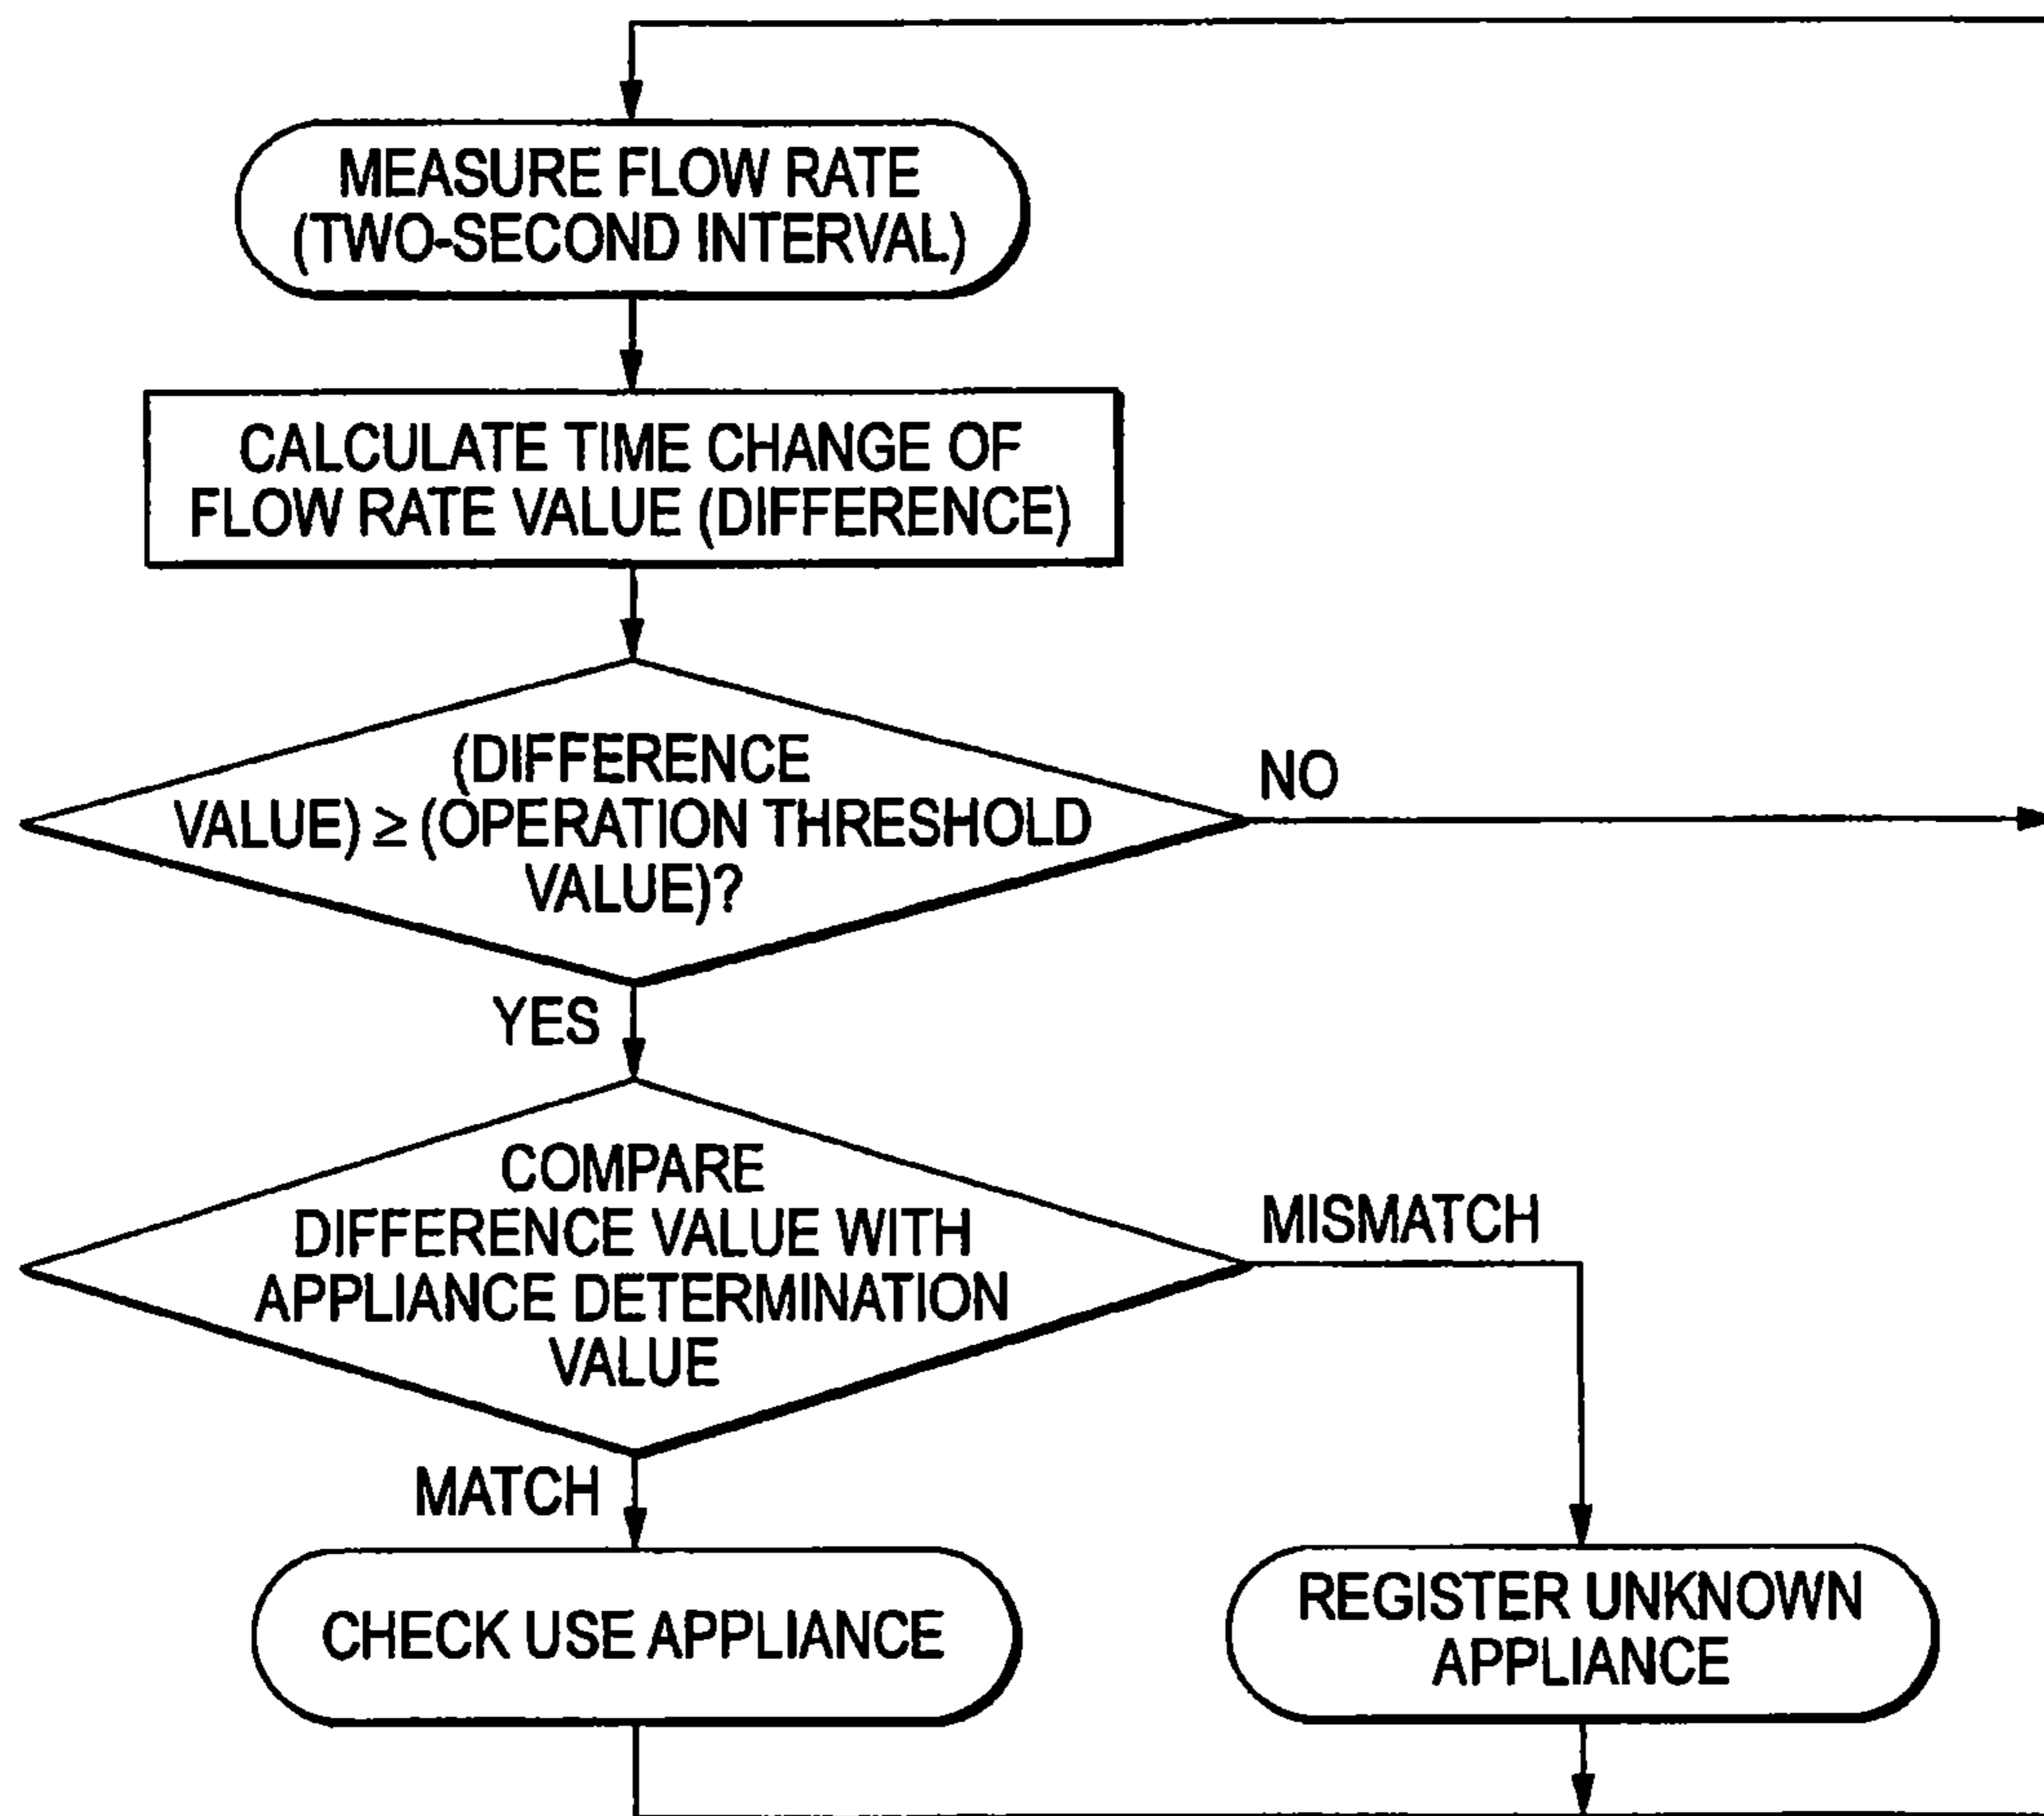 MEASURE FLOW RATE
(TWO-SECOND INTERVAL)
CALCULATE TIME CHANGE OF
FLOW RATE VALUE (DIFFERENCE)
(DIFFERENCE
VALUE) ≥ (OPERATION THRESHOLD
VALUE)?
NO
YES
COMPARE
DIFFERENCE VALUE WITH
APPLIANCE DETERMINATION
VALUE
MISMATCH
MATCH
CHECK USE APPLIANCE
REGISTER UNKNOWN
APPLIANCE